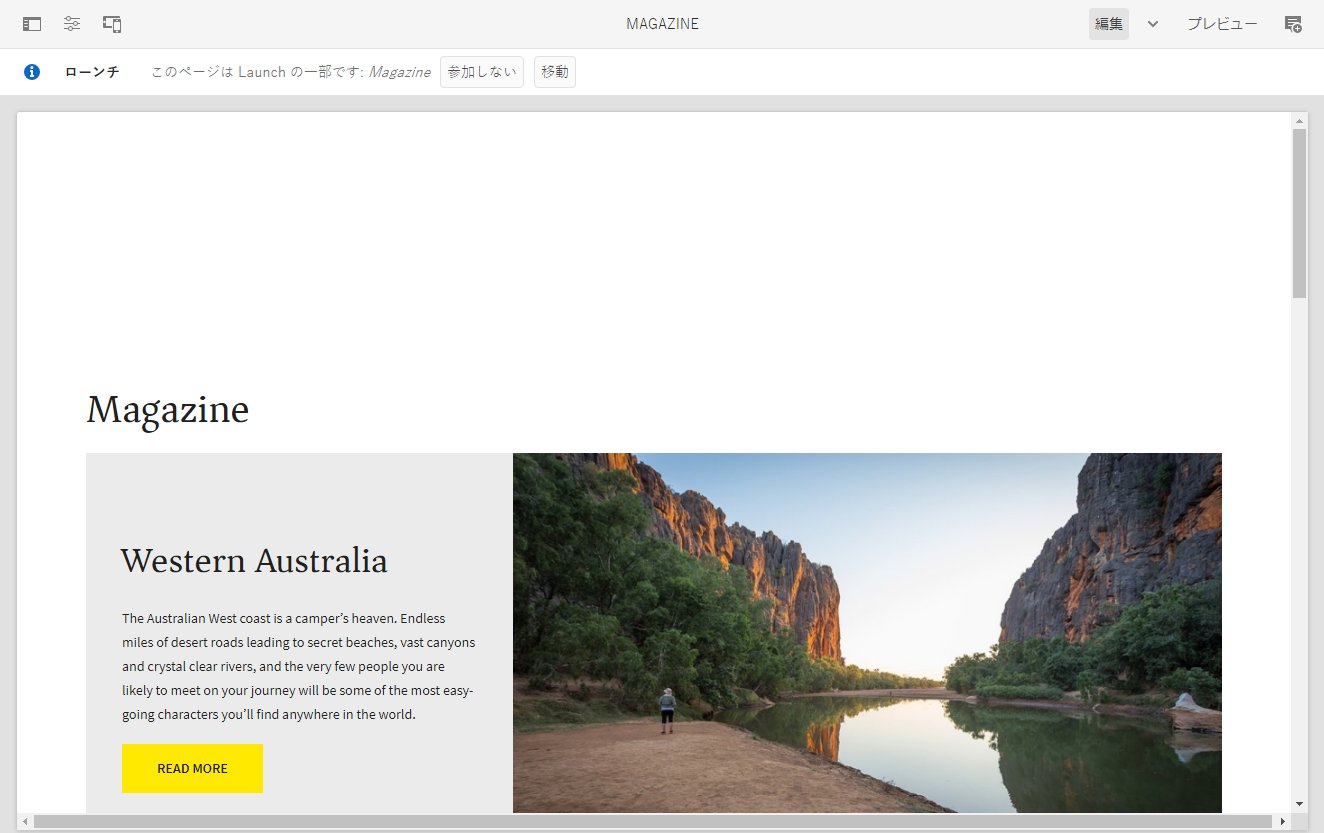 MAGAZINE
編集
プレビュー
ローンチ
このページは Launch の一部です: Magazine
参加しない
移動
Magazine
Western Australia
The Australian West coast is a camper’s heaven. Endless
miles of desert roads leading to secret beaches, vast canyons
and crystal clear rivers, and the very few people you are
likely to meet on your journey will be some of the most easy-
going characters you’ll find anywhere in the world.
READ MORE